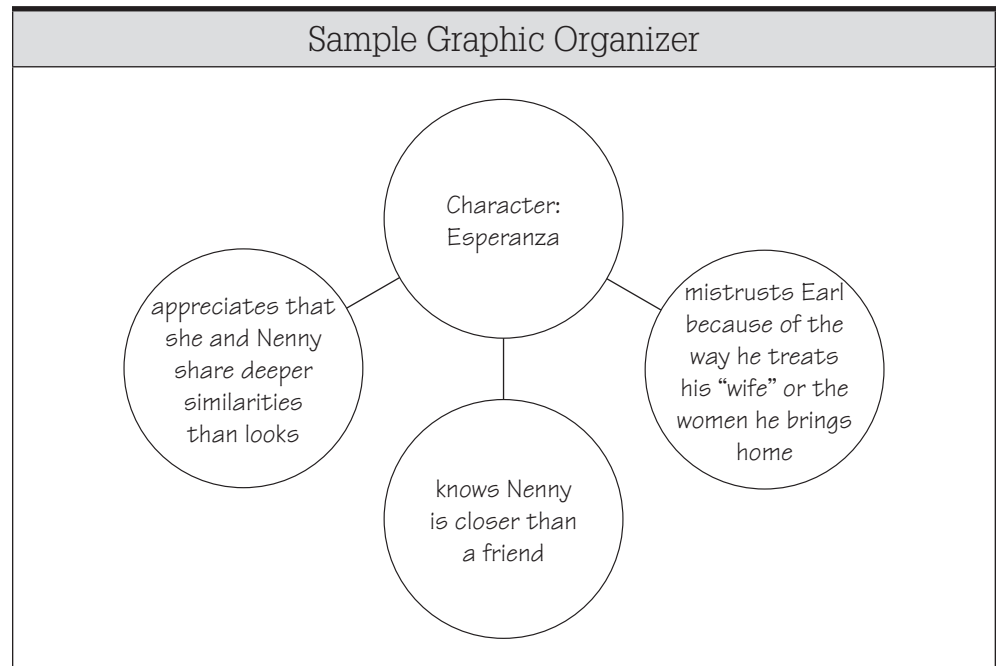 Sample Graphic Organizer
Character:
Esperanza
appreciates that
she and Nenny
share deeper
similarities
than looks
knows Nenny
is closer than
a friend
mistrusts Earl
because of the
way he treats
his “wife” or the
women he brings
home